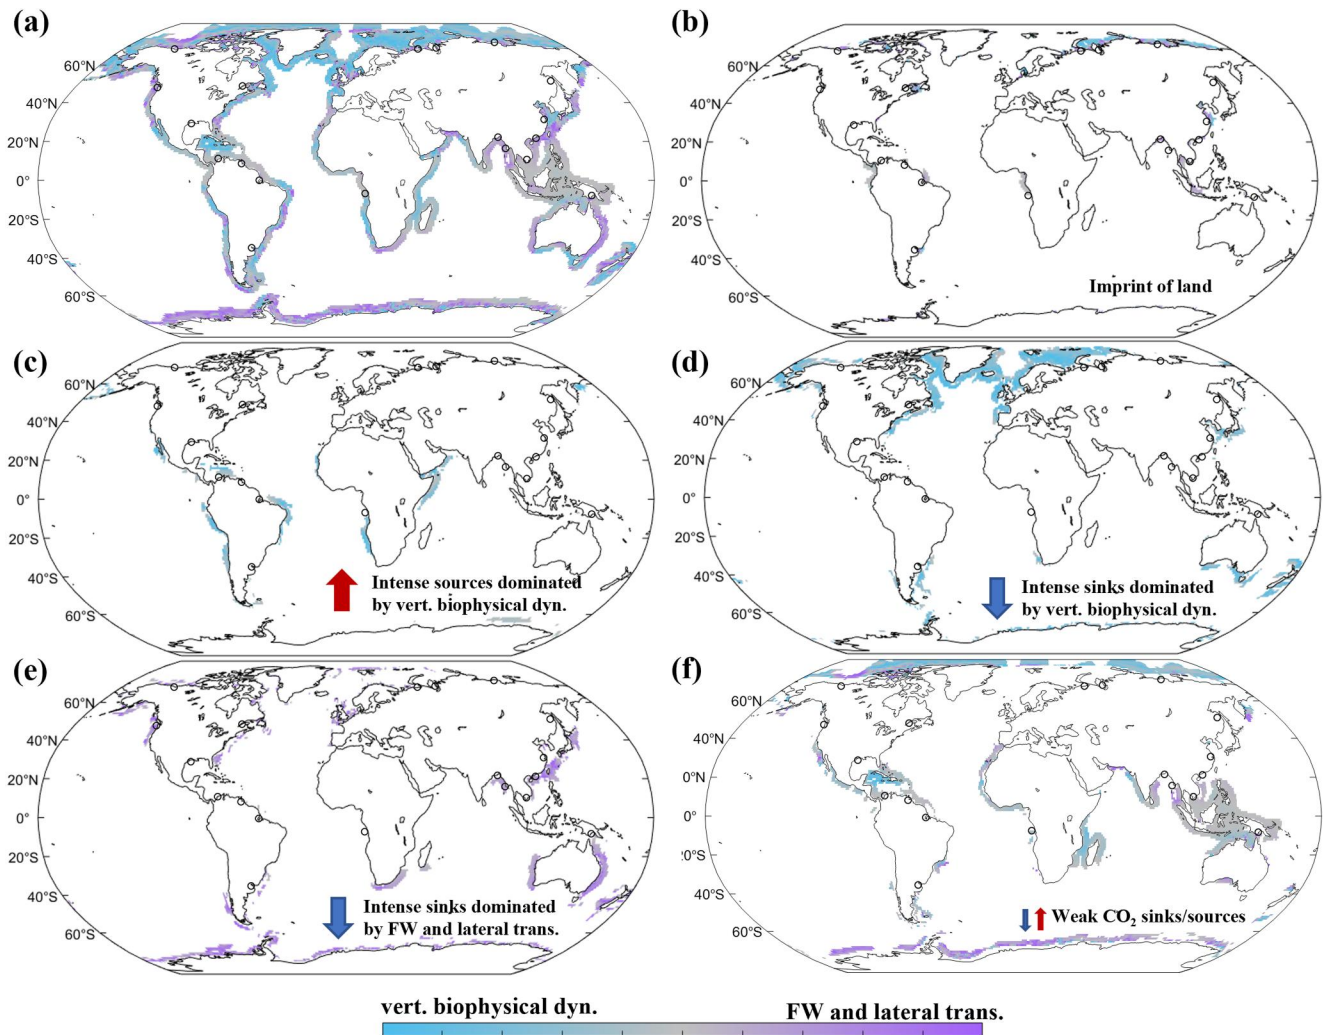 (a)
60°N
40°N
20°N
0°
20°S
40°S
60°S
(b)
60°N
40°N
20°N
0°
20°S
40°S
60°S
Imprint of land
(c)
60°N
40°N
20°N
0°
20°S
40°S
60°S
Intense sources dominated
by vert. biophysical dyn.
(d)
60°N
40°N
20°N
0°
20°S
40°S
60°S
Intense sinks dominated
by vert. biophysical dyn.
(e)
60°N
40°N
20°N
0°
20°S
40°S
60°S
Intense sinks dominated
by FW and lateral trans.
(f)
60°N
40°N
0°N
0°
0°S
40°S
60°S
Weak CO₂ sinks/sources
vert. biophysical dyn.
FW and lateral trans.